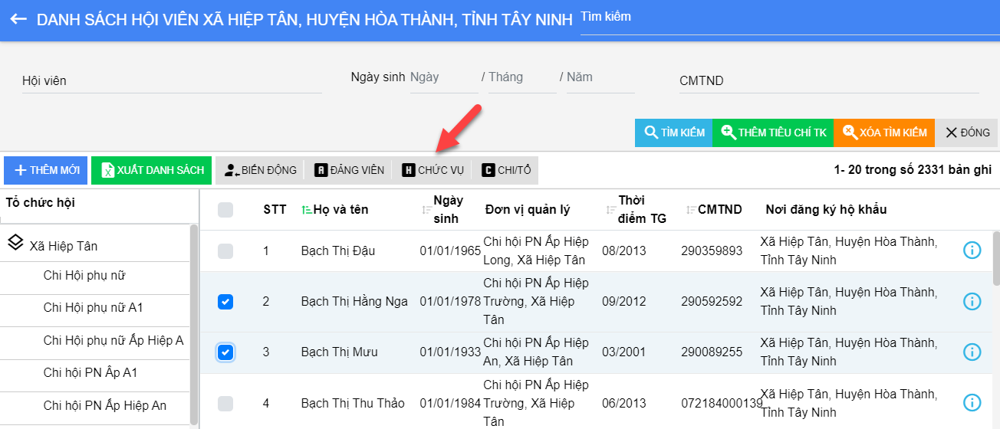 DANH SÁCH HỘI VIÊN XÃ HIỆP TÂN, HUYỆN HÒA THÀNH, TỈNH TÂY NINH Tìm kiếm
Hội viên Ngày sinh Ngày / Tháng / Năm CMTND
TÌM KIẾM THÊM TIÊU CHÍ TK XÓA TÌM KIẾM ĐÓNG
THÊM MỚI XUẤT DANH SÁCH BIẾN ĐỘNG A ĐẢNG VIÊN H CHỨC VỤ C CHI/TỔ 1- 20 trong số 2331 bản ghi
Tổ chức hội
Xã Hiệp Tân
Chi Hội phụ nữ
Chi Hội phụ nữ A1
Chi Hội phụ nữ Ấp Hiệp A
Chi hội PN Ấp A1
Chi hội PN Ấp Hiệp An
STT Họ và tên Ngày sinh Đơn vị quản lý Thời điểm TG CMTND Nơi đăng ký hộ khẩu
1 Bạch Thị Đậu 01/01/1965 Chi hội PN Ấp Hiệp Long, Xã Hiệp Tân 08/2013 290359893 Xã Hiệp Tân, Huyện Hòa Thành, Tỉnh Tây Ninh
2 Bạch Thị Hằng Nga 01/01/1978 Chi hội PN Ấp Hiệp Trường, Xã Hiệp Tân 09/2012 290592592 Xã Hiệp Tân, Huyện Hòa Thành, Tỉnh Tây Ninh
3 Bạch Thị Mưu 01/01/1933 Chi hội PN Ấp Hiệp An, Xã Hiệp Tân 03/2001 290089255 Xã Hiệp Tân, Huyện Hòa Thành, Tỉnh Tây Ninh
4 Bạch Thị Thu Thảo 01/01/1984 Chi hội PN Ấp Hiệp Trường, Xã Hiệp Tân 06/2013 072184000139 Xã Hiệp Tân, Huyện Hòa Thành, Tỉnh Tây Ninh